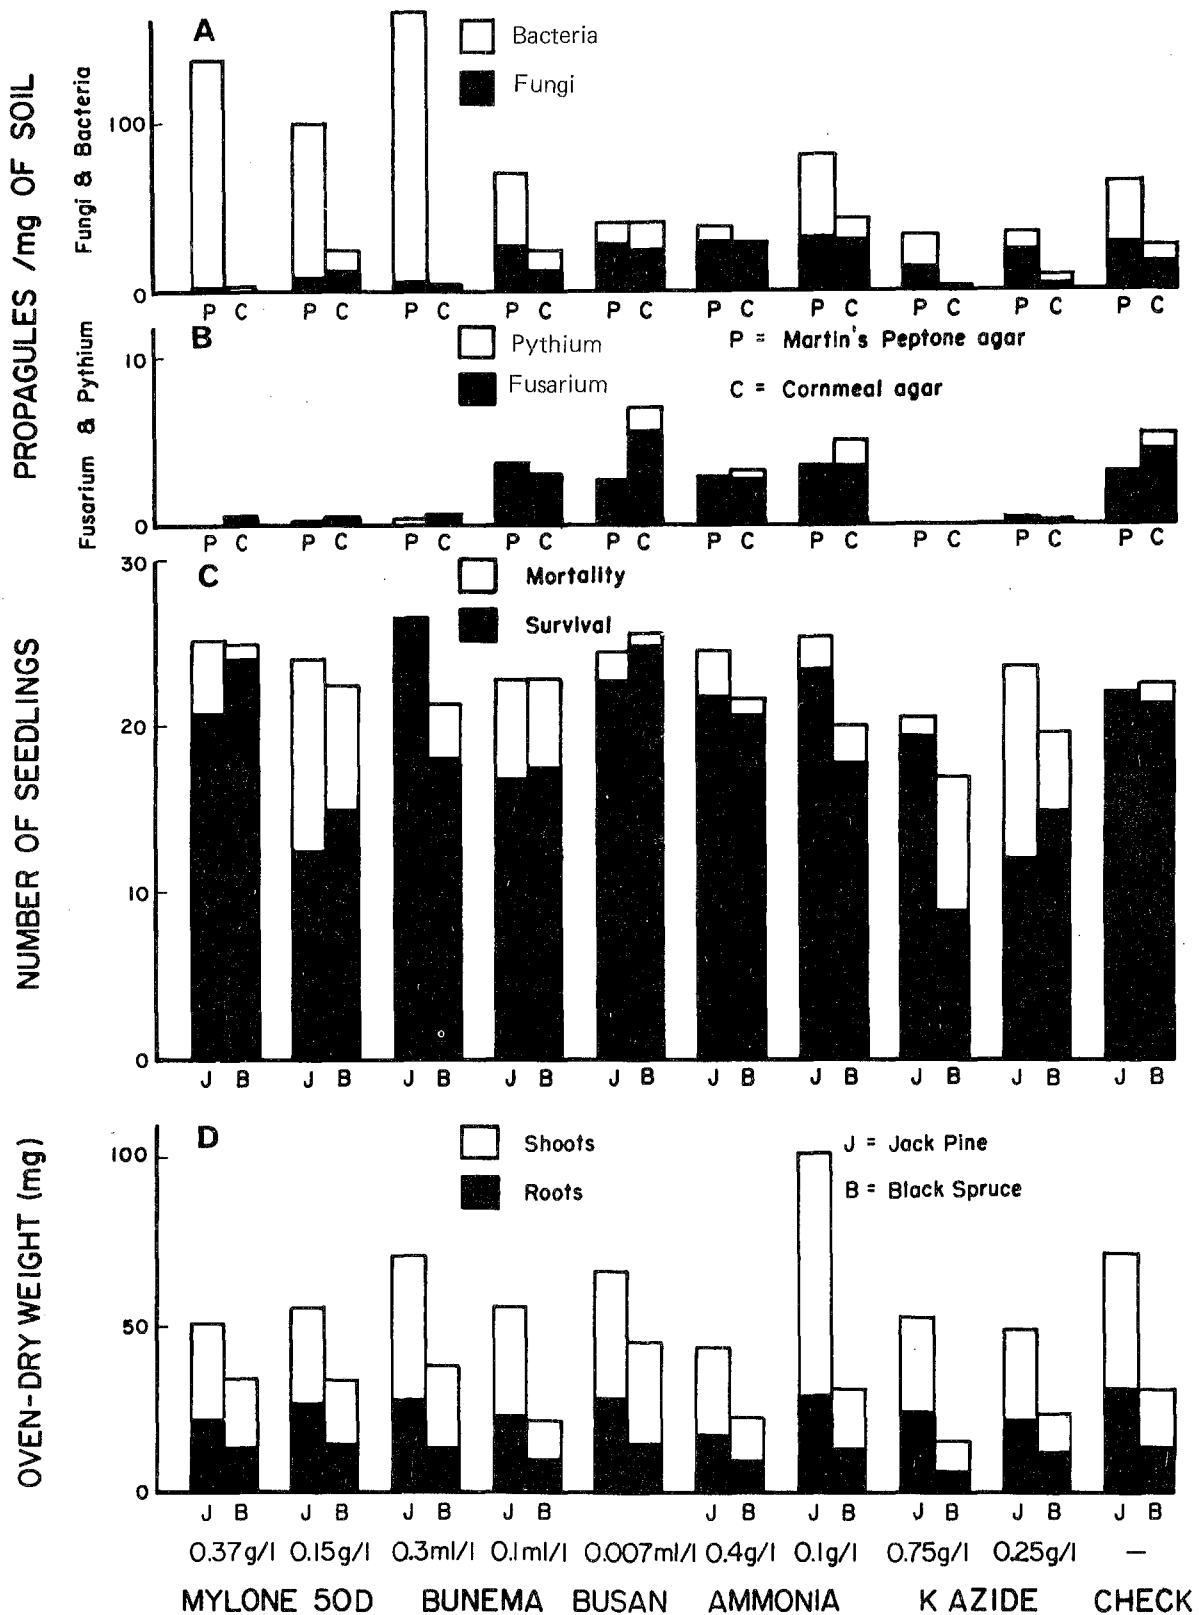 PROPAGULES /mg OF SOIL
Fungi & Bacteria
A
Bacteria
Fungi
100
0
P C P C P C P C P C P C P C P C P C P C
Fusarium & Pythium
B
Pythium
Fusarium
P = Martin's Peptone agar
C = Cornmeal agar
10
0
P C P C P C P C P C P C P C P C P C P C
NUMBER OF SEEDLINGS
C
Mortality
Survival
30
20
10
0
J B J B J B J B J B J B J B J B J B J B
OVEN-DRY WEIGHT (mg)
D
Shoots
Roots
J = Jack Pine
B = Black Spruce
100
50
0
J B J B J B J B J B J B J B J B J B
0.37g/l 0.15g/l 0.3ml/l 0.1ml/l 0.007ml/l 0.4g/l 0.1g/l 0.75g/l 0.25g/l —
MYLONE 50D BUNEMA BUSAN AMMONIA K AZIDE CHECK